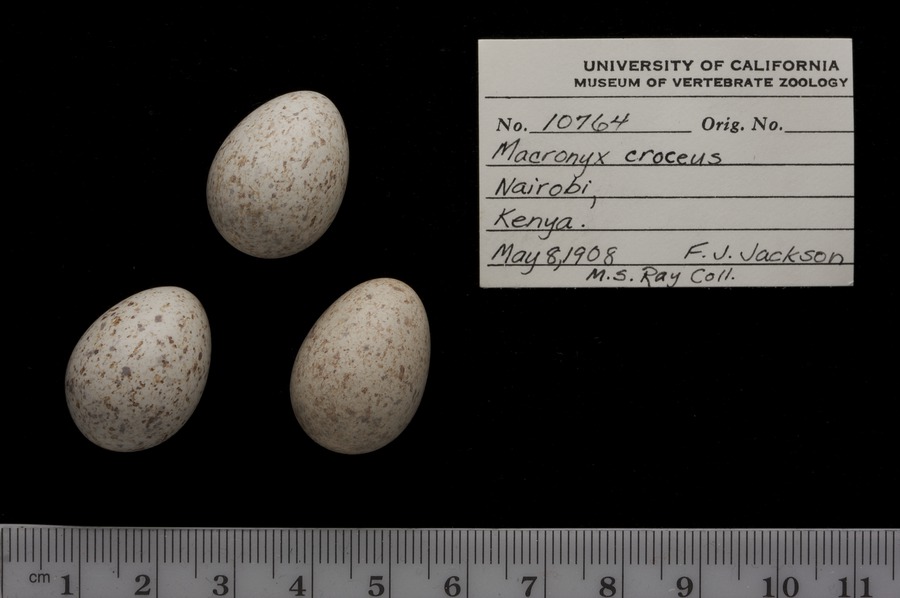 UNIVERSITY OF CALIFORNIA
MUSEUM OF VERTEBRATE ZOOLOGY
No. 10764 Orig. No.
Macronyx croceus
Nairobi,
Kenya.
May 8, 1908 F. J. Jackson
M.S. Ray Coll.
cm 1 2 3 4 5 6 7 8 9 10 11